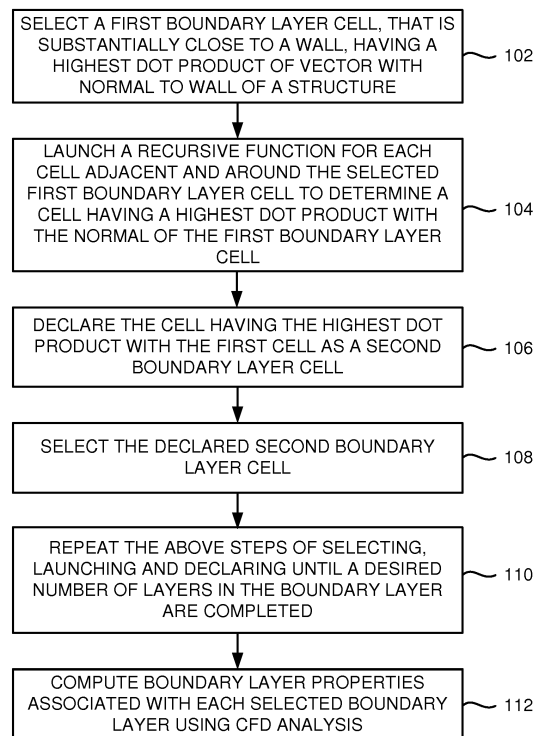 SELECT A FIRST BOUNDARY LAYER CELL, THAT IS
SUBSTANTIALLY CLOSE TO A WALL, HAVING A
HIGHEST DOT PRODUCT OF VECTOR WITH
NORMAL TO WALL OF A STRUCTURE
102
LAUNCH A RECURSIVE FUNCTION FOR EACH
CELL ADJACENT AND AROUND THE SELECTED
FIRST BOUNDARY LAYER CELL TO DETERMINE A
CELL HAVING A HIGHEST DOT PRODUCT WITH
THE NORMAL OF THE FIRST BOUNDARY LAYER
CELL
104
DECLARE THE CELL HAVING THE HIGHEST DOT
PRODUCT WITH THE FIRST CELL AS A SECOND
BOUNDARY LAYER CELL
106
SELECT THE DECLARED SECOND BOUNDARY
LAYER CELL
108
REPEAT THE ABOVE STEPS OF SELECTING,
LAUNCHING AND DECLARING UNTIL A DESIRED
NUMBER OF LAYERS IN THE BOUNDARY LAYER
ARE COMPLETED
110
COMPUTE BOUNDARY LAYER PROPERTIES
ASSOCIATED WITH EACH SELECTED BOUNDARY
LAYER USING CFD ANALYSIS
112